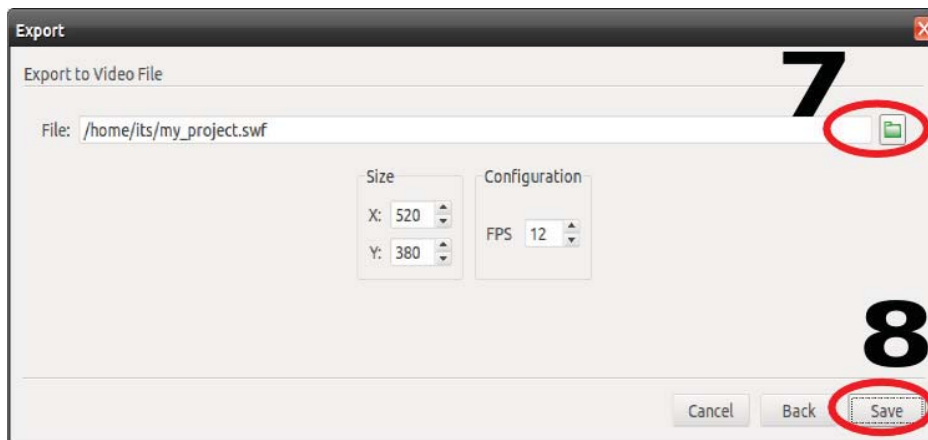 Export
Export to Video File
7
File: /home/its/my_project.swf
Size
Configuration
X: 520
FPS 12
Y: 380
8
Cancel Back Save